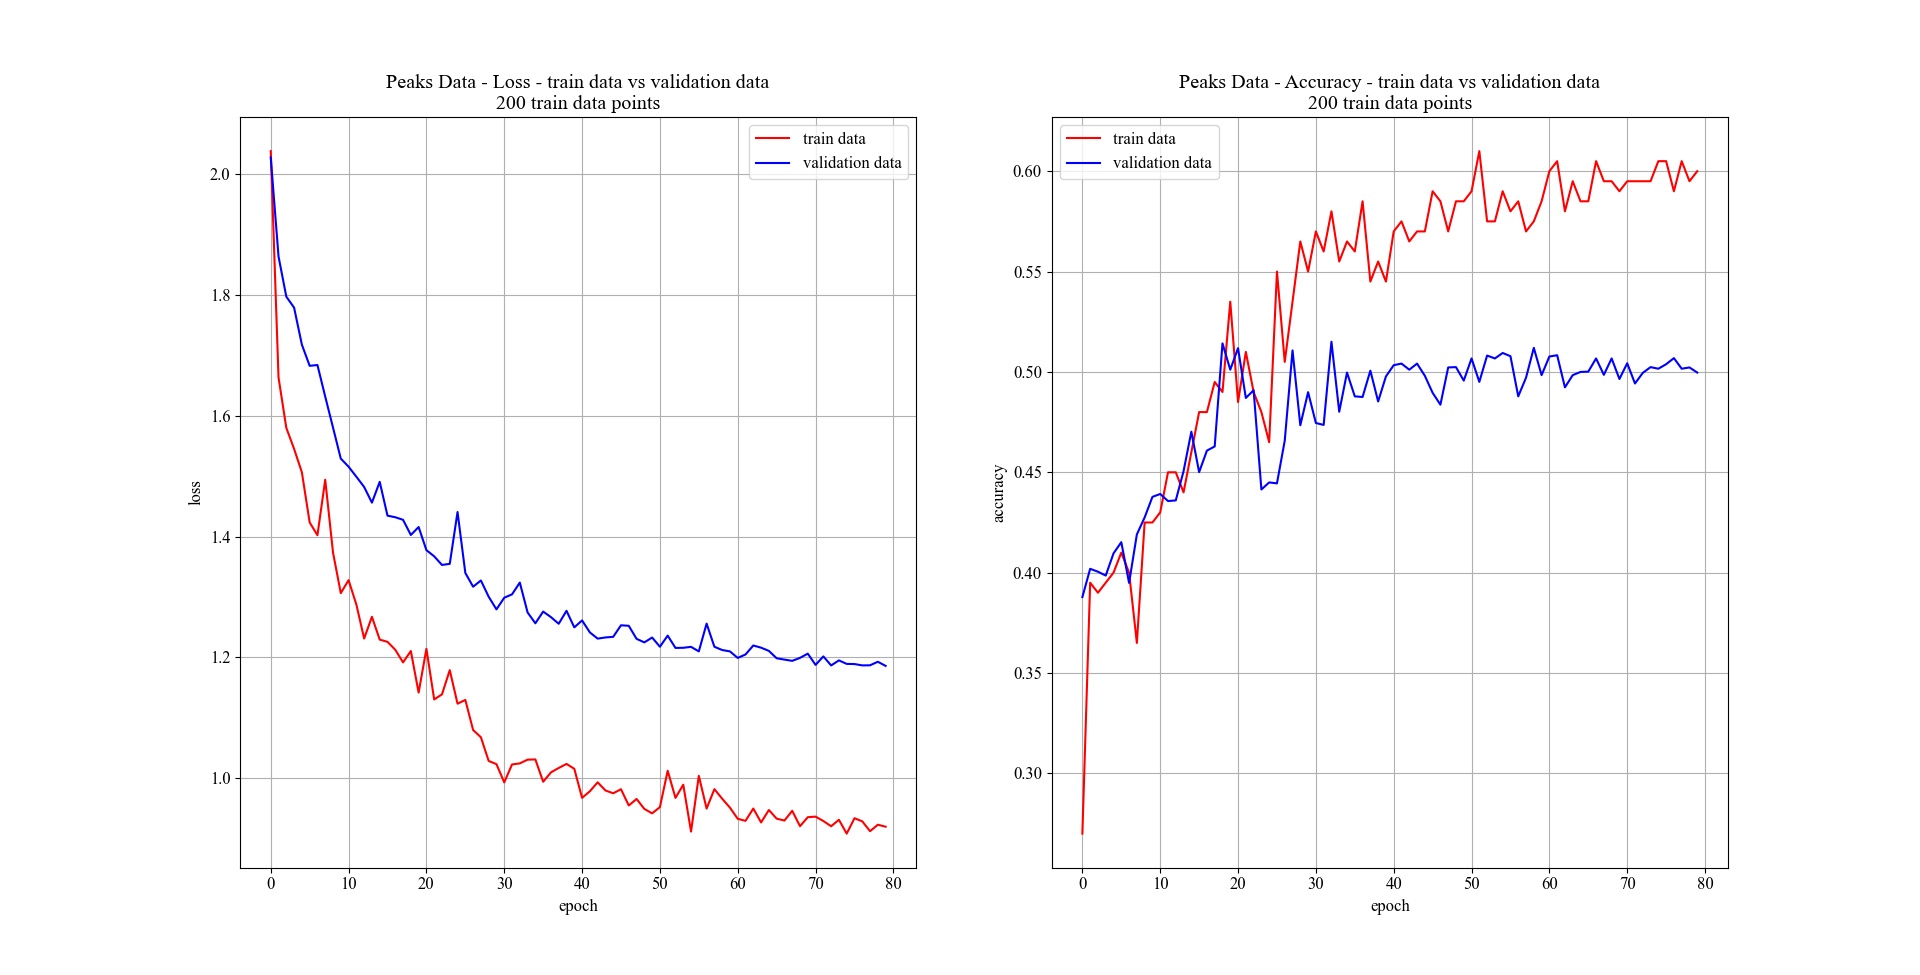 Peaks Data - Loss - train data vs validation data
200 train data points
train data
validation data
2.0
1.8
1.6
1.4
1.2
1.0
loss
0 10 20 30 40 50 60 70 80
epoch
Peaks Data - Accuracy - train data vs validation data
200 train data points
train data
validation data
0.60
0.55
0.50
0.45
0.40
0.35
0.30
accuracy
0 10 20 30 40 50 60 70 80
epoch